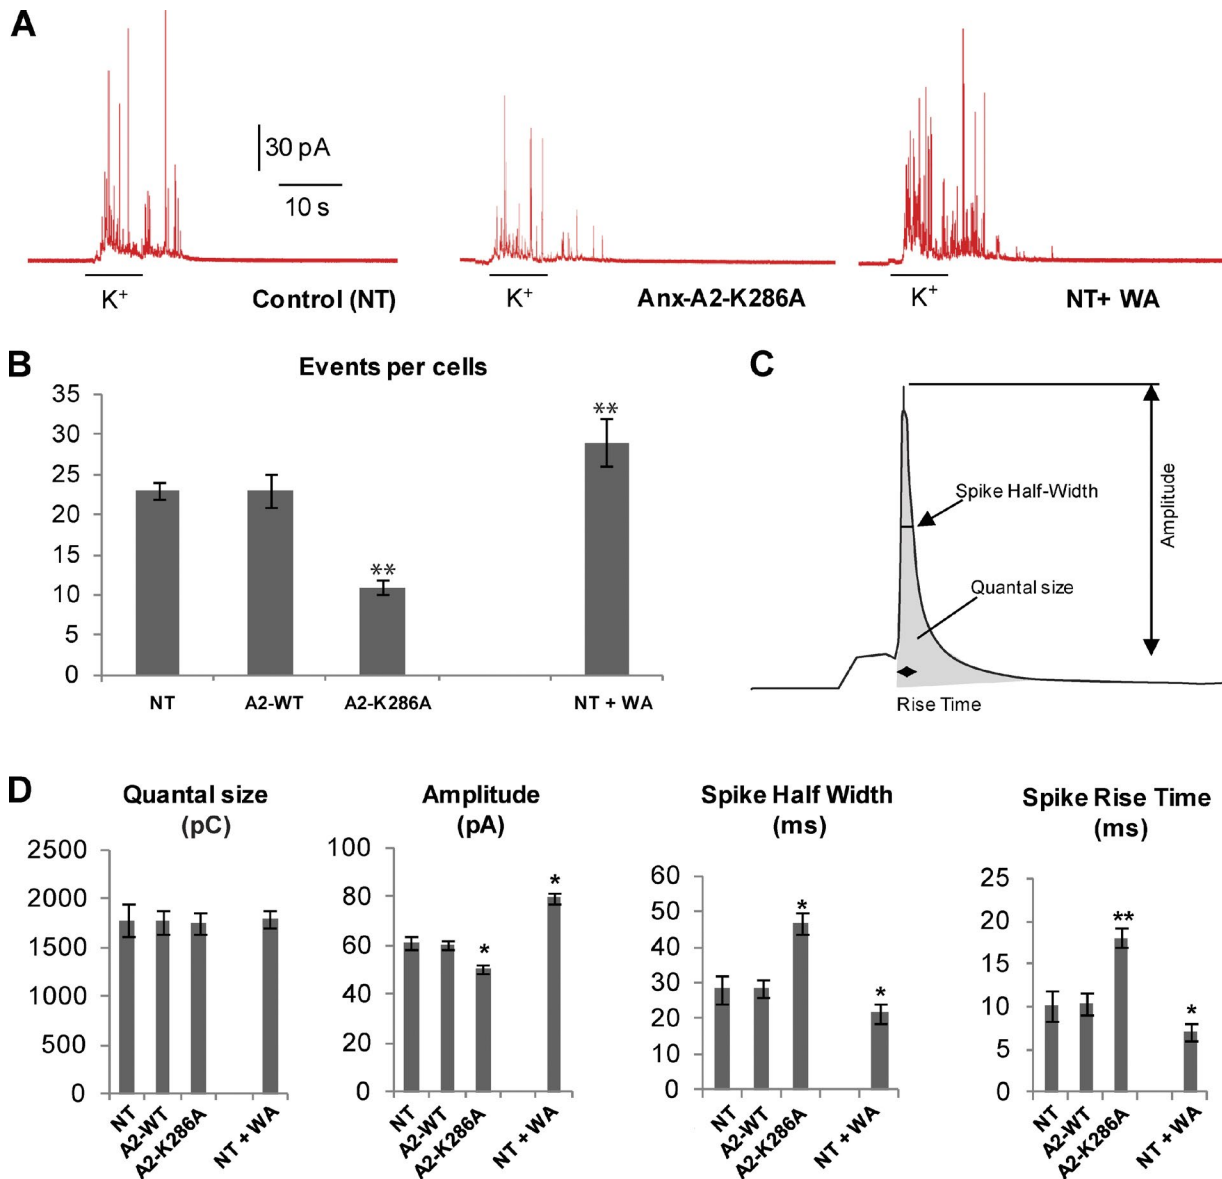 A
30 pA
10 s
K+
Control (NT)
K+
Anx-A2-K286A
K+
NT+ WA
B
Events per cells
35
30
25
20
15
10
5
0
**
**
NT
A2-WT
A2-K286A
NT + WA
C
Spike Half-Width
Quantal size
Amplitude
Rise Time
D
Quantal size
(pC)
2500
2000
1500
1000
500
0
NT
A2-WT
A2-K286A
NT + WA
Amplitude
(pA)
100
80
60
40
20
0
*
*
NT
A2-WT
A2-K286A
NT + WA
Spike Half Width
(ms)
60
50
40
30
20
10
0
*
*
NT
A2-WT
A2-K286A
NT + WA
Spike Rise Time
(ms)
25
20
15
10
5
0
**
*
NT
A2-WT
A2-K286A
NT + WA